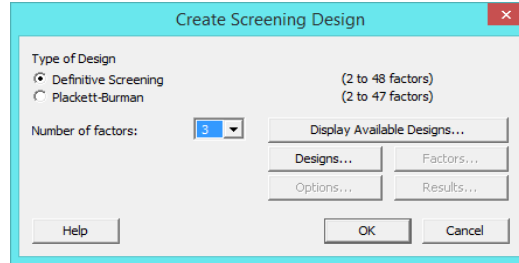 Create Screening Design
Type of Design
Definitive Screening (2 to 48 factors)
Plackett-Burman (2 to 47 factors)
Number of factors: 3 Display Available Designs...
Designs... Factors...
Options... Results...
Help OK Cancel